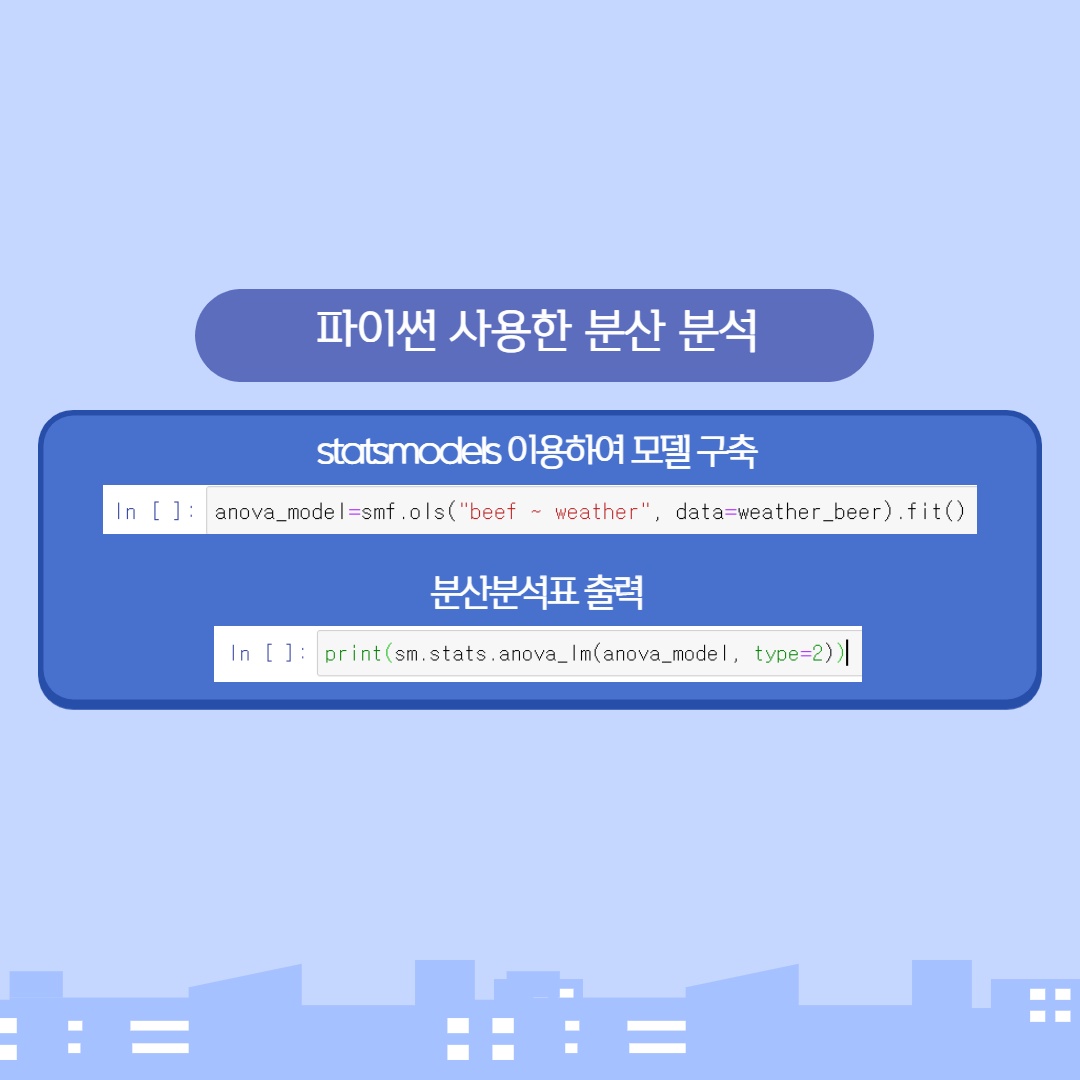 파이썬 사용한 분산 분석
statsmodels 이용하여 모델 구축
In [ ]: anova_model=smf.ols("beef ~ weather", data=weather_beer).fit()
분산분석표 출력
In [ ]: print(sm.stats.anova_lm(anova_model, type=2))